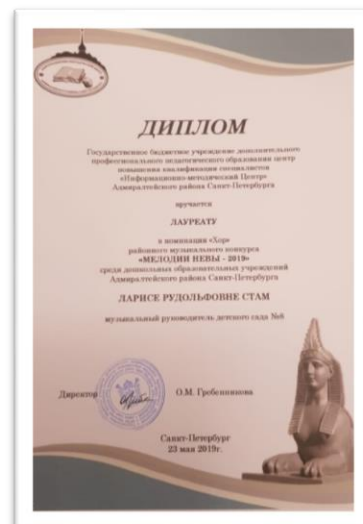 ДИПЛОМ
Государственное бюджетное учреждение дополнительного
профессионального педагогического образования центр
повышения квалификации специалистов
«Информационно-методический Центр»
Адмиралтейского района Санкт-Петербурга
вручается
ЛАУРЕАТУ
в номинации «Хор»
районного музыкального конкурса
«МЕЛОДИИ НЕВЫ - 2019»
среди дошкольных образовательных учреждений
Адмиралтейского района Санкт-Петербурга
ЛАРИСЕ РУДОЛЬФОВНЕ СТАМ
музыкальный руководитель детского сада №8
Директор О.М. Гребенникова
Санкт-Петербург
23 мая 2019г.